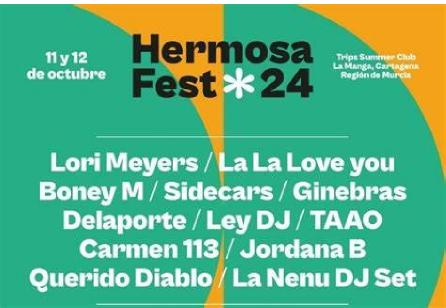 11 y 12
de octubre
Hermosa
Fest * 24
Trips Summer Club
La Manga, Cartagena
Región de Murcia
Lori Meyers / La La Love you
Boney M / Sidecars / Ginebras
Delaporte / Ley DJ / TAAO
Carmen 113 / Jordana B
Querido Diablo / La Nenu DJ Set